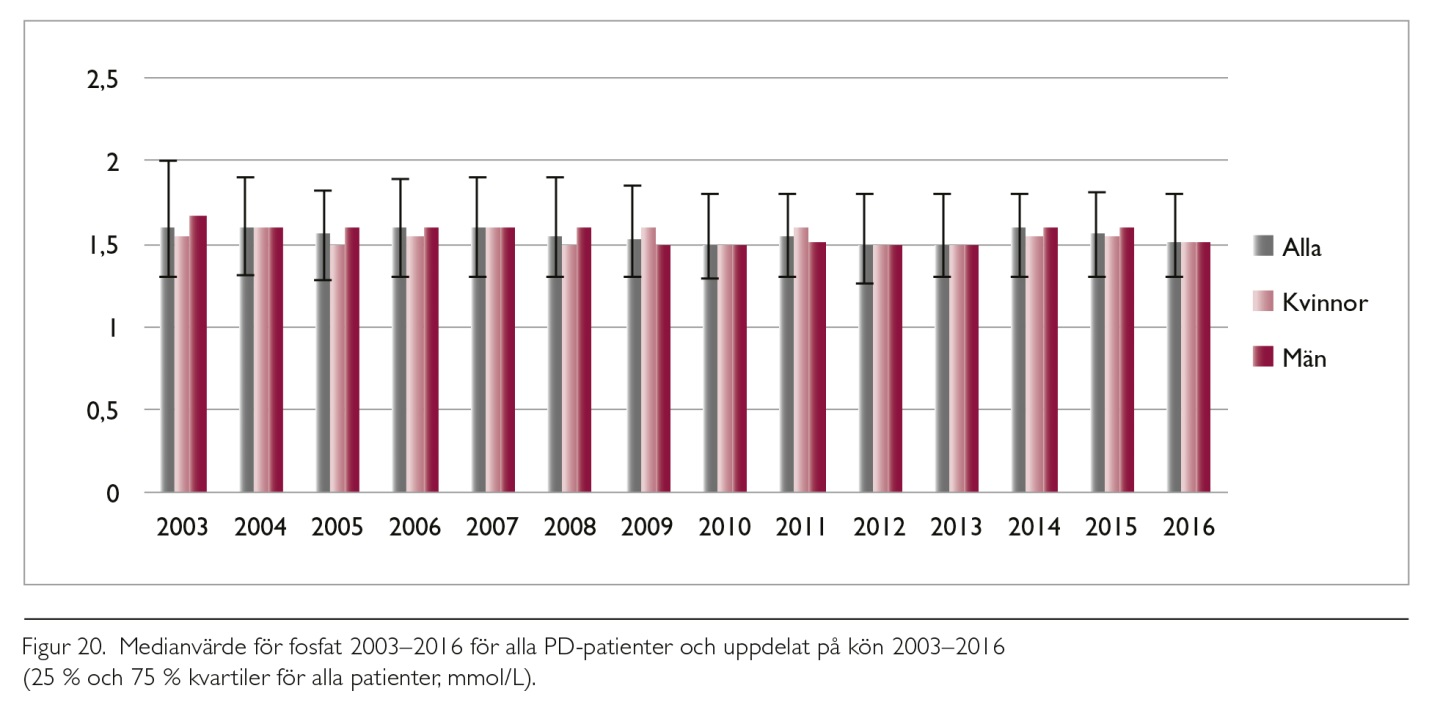 2,5
2
1,5
1
0,5
0
2003 2004 2005 2006 2007 2008 2009 2010 2011 2012 2013 2014 2015 2016
Alla
Kvinnor
Män
Figur 20. Medianvärde för fosfat 2003–2016 för alla PD-patienter och uppdelat på kön 2003–2016
(25 % och 75 % kvartiler för alla patienter, mmol/L).